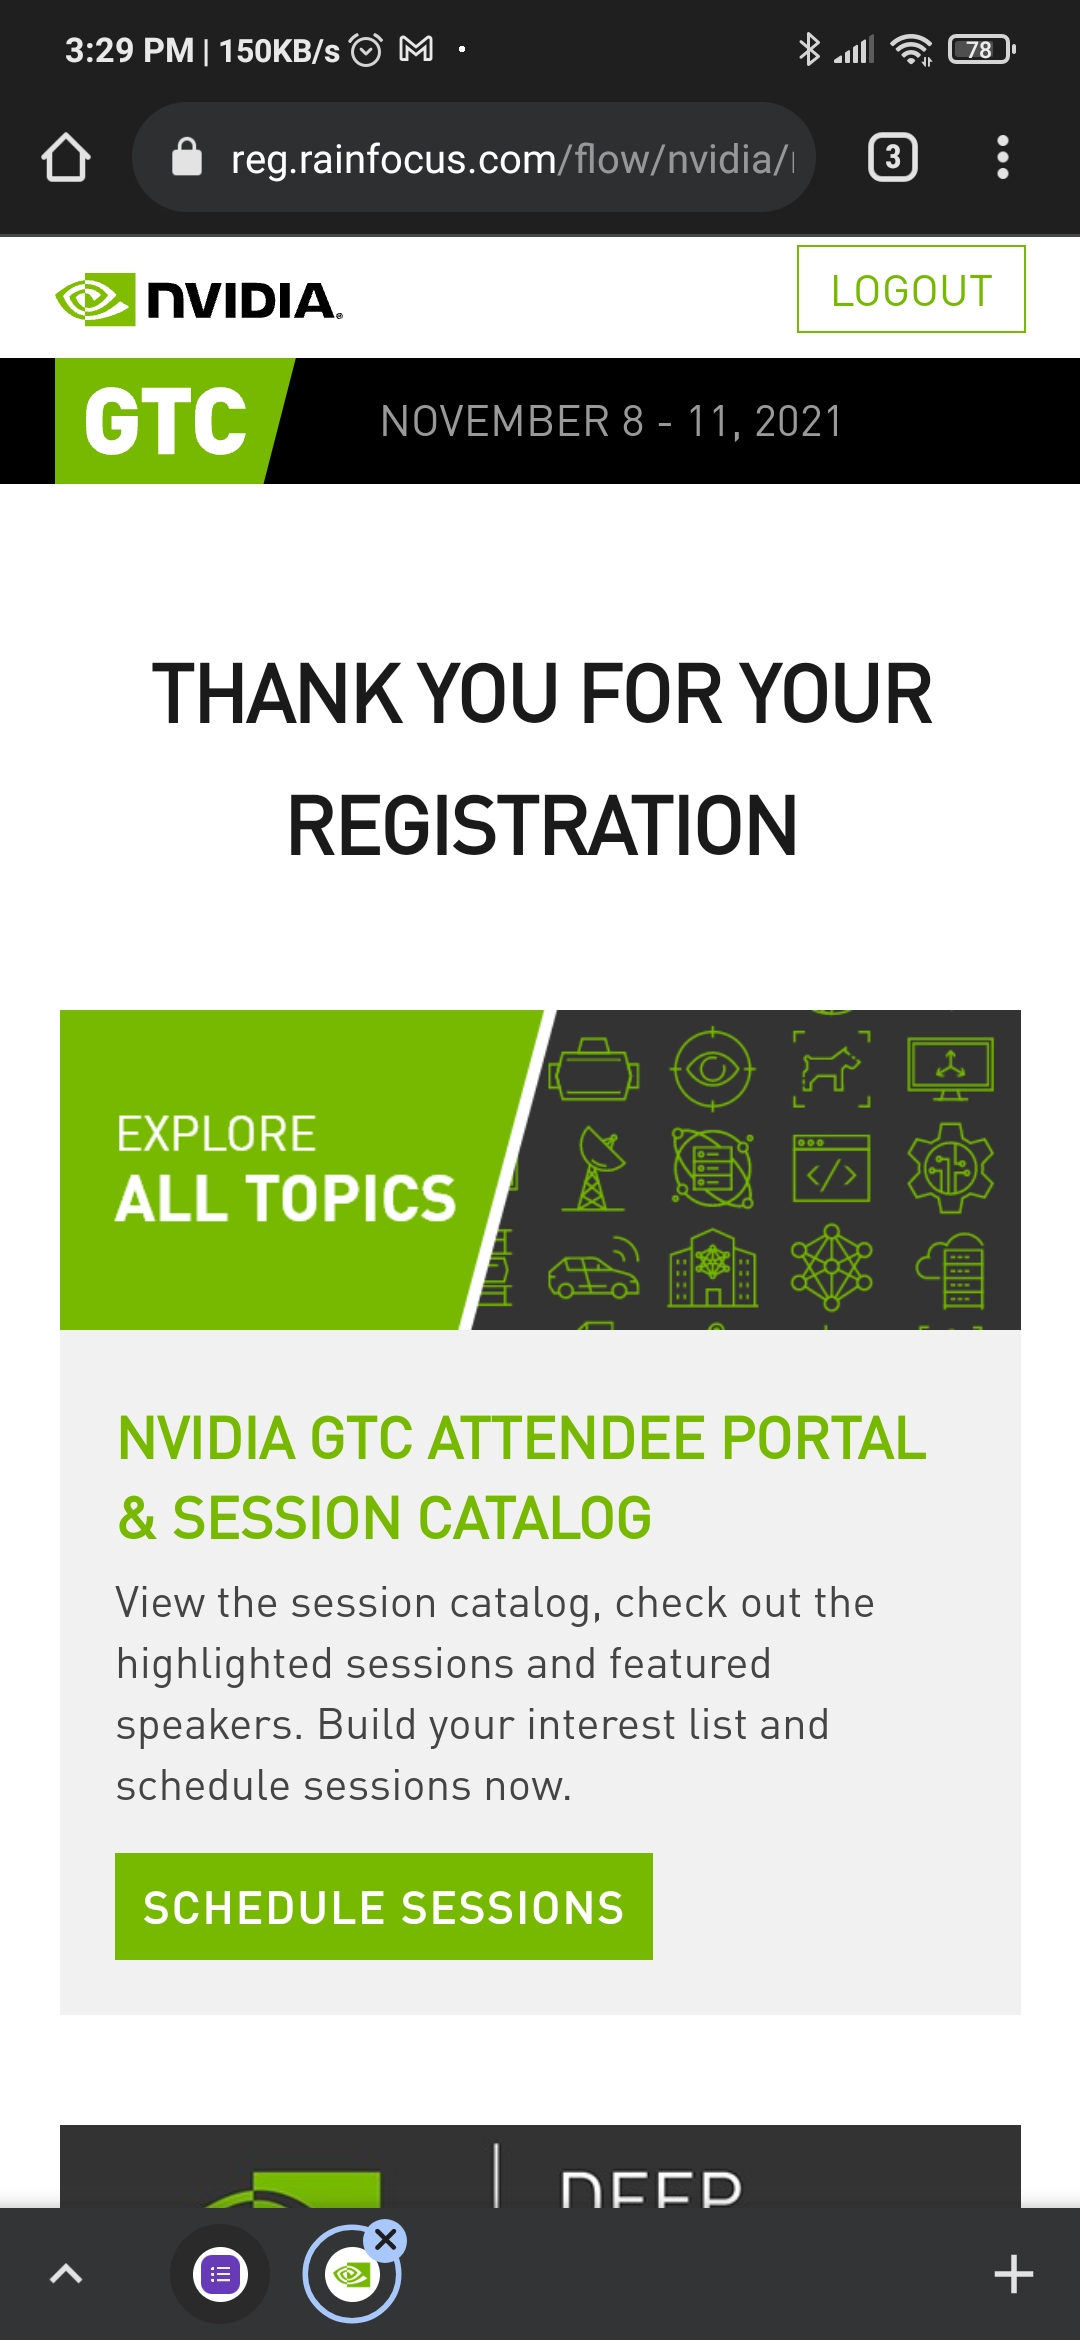 3:29 PM | 150KB/s
78
reg.rainfocus.com/flow/nvidia/
3
NVIDIA
LOGOUT
GTC
NOVEMBER 8 - 11, 2021
THANK YOU FOR YOUR
REGISTRATION
EXPLORE
ALL TOPICS
</>
NVIDIA GTC ATTENDEE PORTAL
& SESSION CATALOG
View the session catalog, check out the
highlighted sessions and featured
speakers. Build your interest list and
schedule sessions now.
SCHEDULE SESSIONS
DEEP